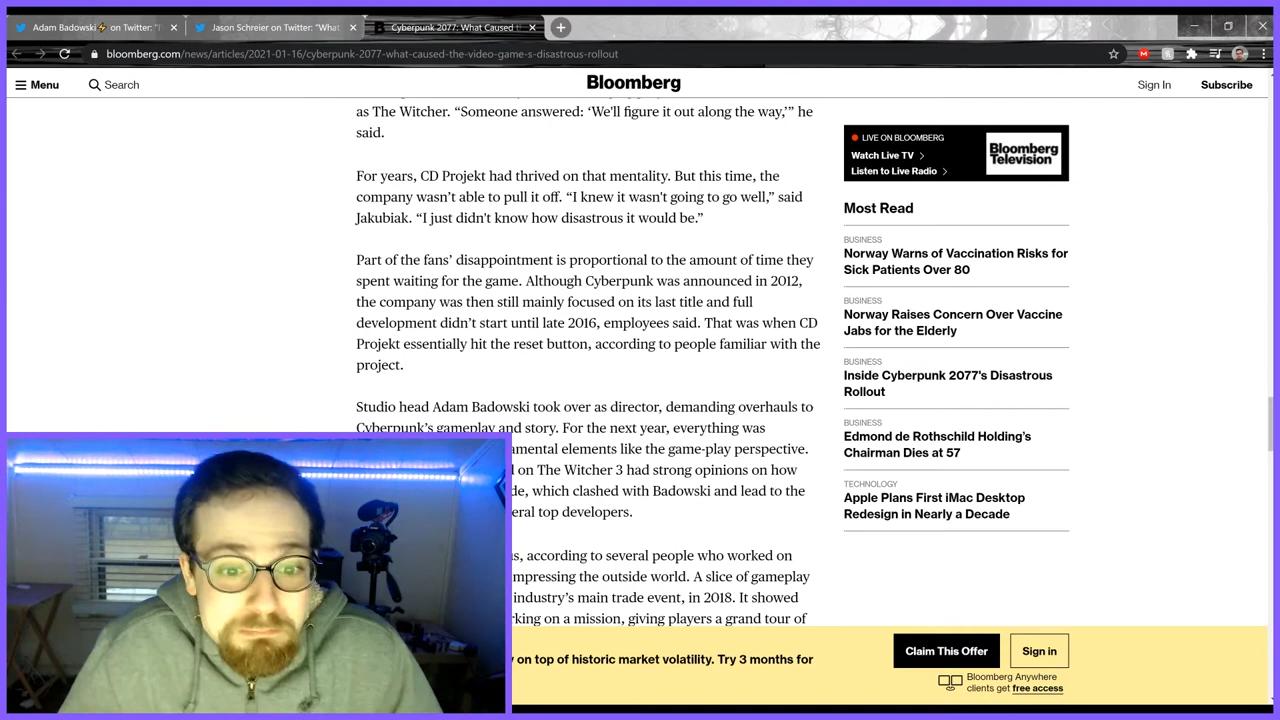 Adam Badowski⚡ on Twitter: "
Jason Schreier on Twitter: "What
Cyberpunk 2077: What Caused t
bloomberg.com/news/articles/2021-01-16/cyberpunk-2077-what-caused-the-video-game-s-disastrous-rollout
Menu
Search
Bloomberg
Sign In
Subscribe
as The Witcher. “Someone answered: ‘We'll figure it out along the way,’” he
said.
For years, CD Projekt had thrived on that mentality. But this time, the
company wasn’t able to pull it off. “I knew it wasn't going to go well,” said
Jakubiak. “I just didn't know how disastrous it would be.”
Part of the fans’ disappointment is proportional to the amount of time they
spent waiting for the game. Although Cyberpunk was announced in 2012,
the company was then still mainly focused on its last title and full
development didn’t start until late 2016, employees said. That was when CD
Projekt essentially hit the reset button, according to people familiar with the
project.
Studio head Adam Badowski took over as director, demanding overhauls to
Cyberpunk’s gameplay and story. For the next year, everything was
amental elements like the game-play perspective.
on The Witcher 3 had strong opinions on how
de, which clashed with Badowski and lead to the
eral top developers.
us, according to several people who worked on
mpressing the outside world. A slice of gameplay
industry’s main trade event, in 2018. It showed
rking on a mission, giving players a grand tour of
LIVE ON BLOOMBERG
Watch Live TV
Listen to Live Radio
Bloomberg
Television
Most Read
BUSINESS
Norway Warns of Vaccination Risks for
Sick Patients Over 80
BUSINESS
Norway Raises Concern Over Vaccine
Jabs for the Elderly
BUSINESS
Inside Cyberpunk 2077’s Disastrous
Rollout
BUSINESS
Edmond de Rothschild Holding’s
Chairman Dies at 57
TECHNOLOGY
Apple Plans First iMac Desktop
Redesign in Nearly a Decade
y on top of historic market volatility. Try 3 months for
Claim This Offer
Sign in
Bloomberg Anywhere
clients get free access